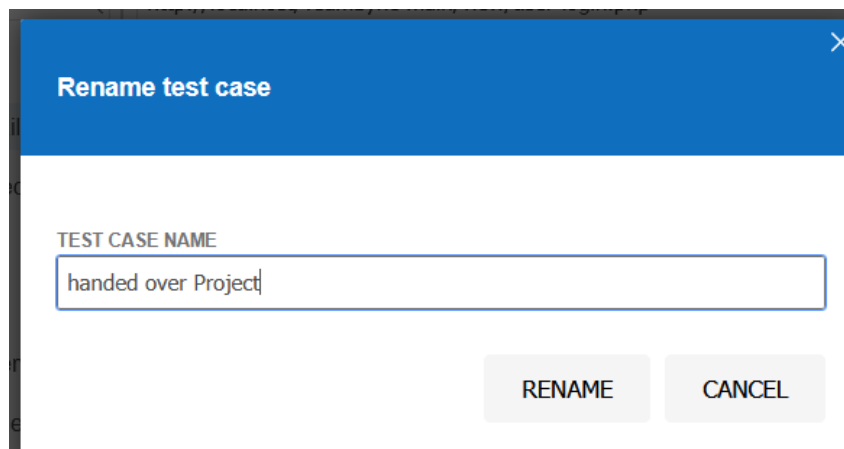 Rename test case
TEST CASE NAME
handed over Project
RENAME
CANCEL